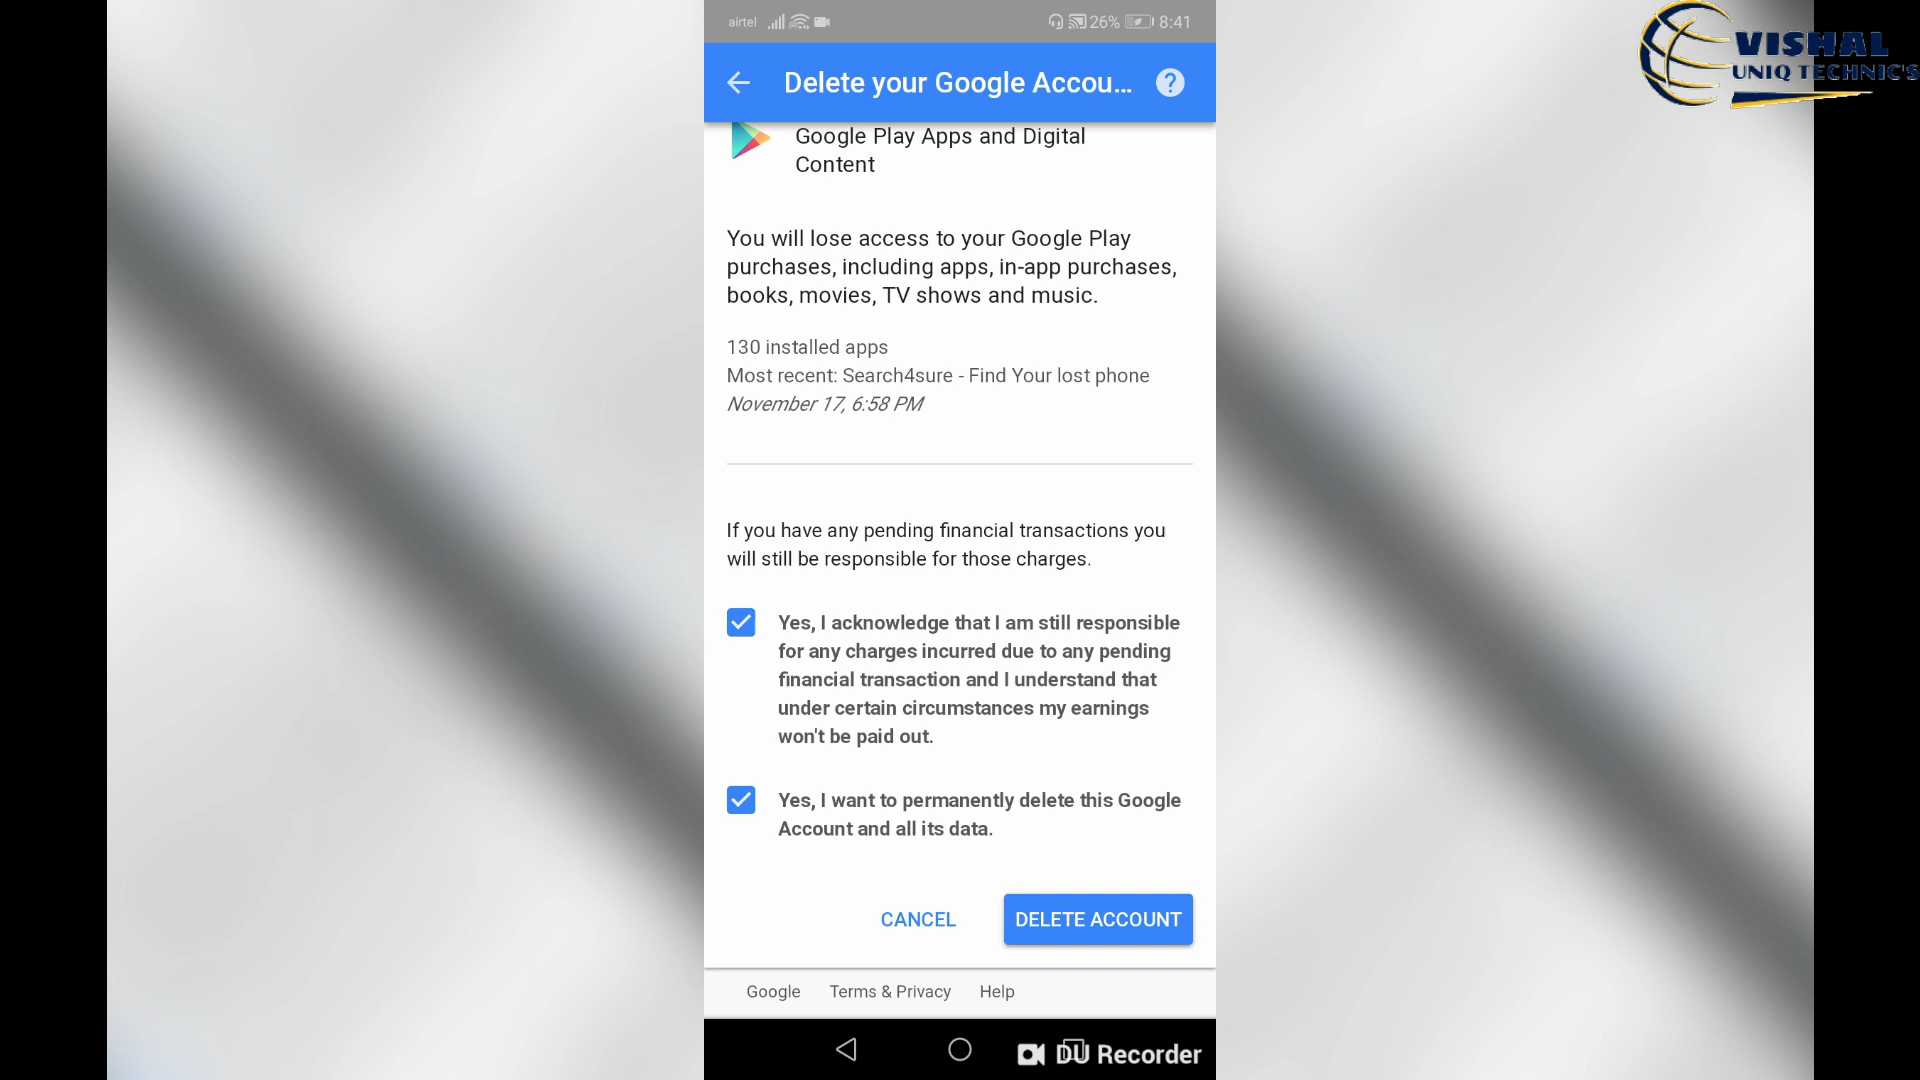 airtel
26% 8:41
VISHAL
UNIQ TECHNIC'S
Delete your Google Accou...
Google Play Apps and Digital
Content
You will lose access to your Google Play
purchases, including apps, in-app purchases,
books, movies, TV shows and music.
130 installed apps
Most recent: Search4sure - Find Your lost phone
November 17, 6:58 PM
If you have any pending financial transactions you
will still be responsible for those charges.
Yes, I acknowledge that I am still responsible
for any charges incurred due to any pending
financial transaction and I understand that
under certain circumstances my earnings
won't be paid out.
Yes, I want to permanently delete this Google
Account and all its data.
CANCEL DELETE ACCOUNT
Google Terms & Privacy Help
DU Recorder